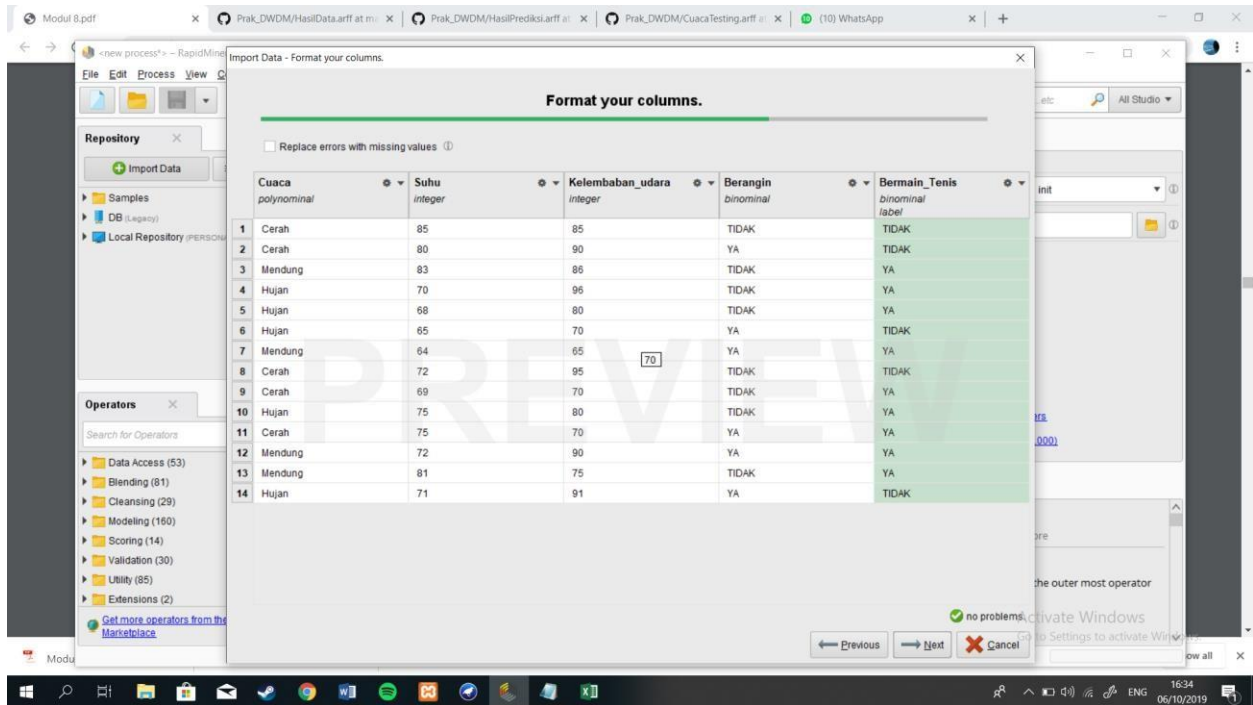 Modul 8.pdf
Prak_DWDM/HasilData.arff at ma
Prak_DWDM/HasilPrediksi.arff at
Prak_DWDM/CuacaTesting.arff at
(10) WhatsApp
<new process*> – RapidMine
Import Data - Format your columns.
File Edit Process View
Format your columns.
etc
All Studio
Repository
Replace errors with missing values
Import Data
Cuaca Suhu Kelembaban_udara Berangin Bermain_Tenis
polynominal integer integer binominal binominal
label
init
Samples
DB (Legacy)
Local Repository
1 Cerah 85 85 TIDAK TIDAK
2 Cerah 80 90 YA TIDAK
3 Mendung 83 86 TIDAK YA
4 Hujan 70 96 TIDAK YA
5 Hujan 68 80 TIDAK YA
6 Hujan 65 70 YA TIDAK
7 Mendung 64 65 YA YA
70
PREVIEW
8 Cerah 72 95 TIDAK TIDAK
9 Cerah 69 70 TIDAK YA
10 Hujan 75 80 TIDAK YA
11 Cerah 75 70 YA YA
12 Mendung 72 90 YA YA
13 Mendung 81 75 TIDAK YA
14 Hujan 71 91 YA TIDAK
Operators
Search for Operators
Data Access (53)
Blending (81)
Cleansing (29)
Modeling (160)
Scoring (14)
Validation (30)
Utility (85)
Extensions (2)
Get more operators from the
Marketplace
the outer most operator
no problems.
Activate Windows
Go to Settings to activate Windows.
Previous Next Cancel
Modu
ow all
ENG
16:34
06/10/2019